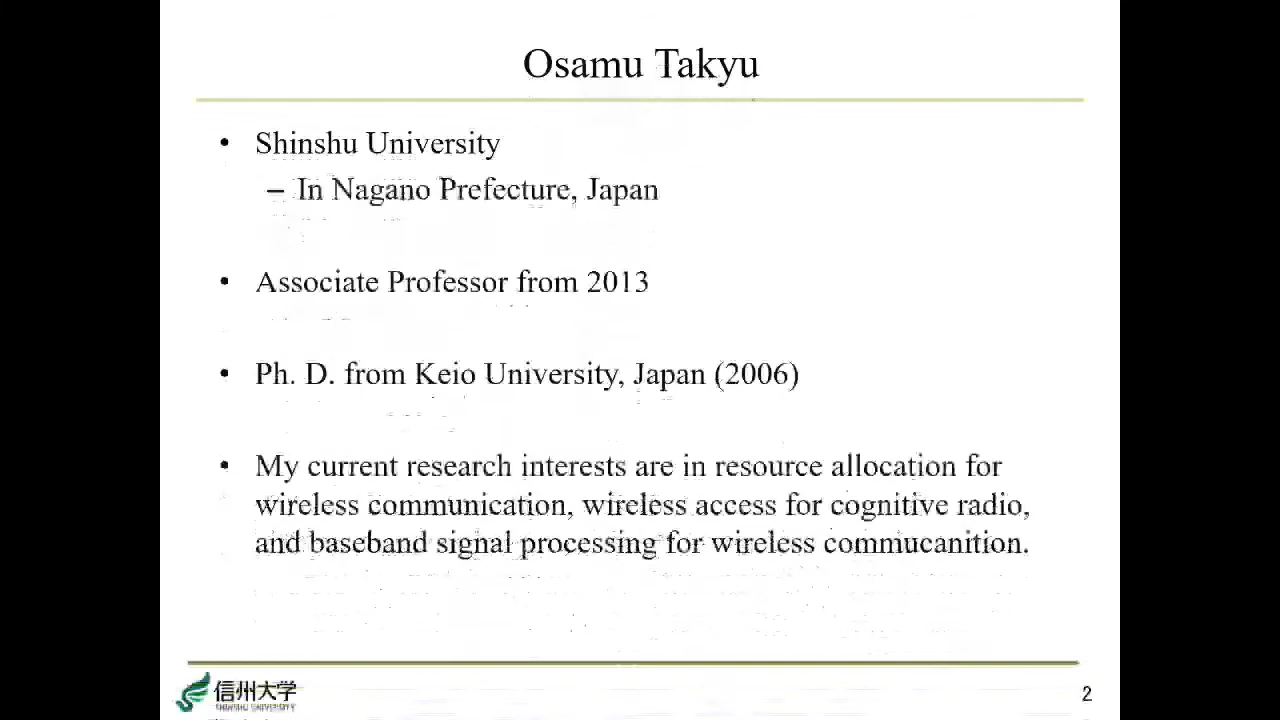 Osamu Takyu
• Shinshu University
– In Nagano Prefecture, Japan
• Associate Professor from 2013
• Ph. D. from Keio University, Japan (2006)
• My current research interests are in resource allocation for
wireless communication, wireless access for cognitive radio,
and baseband signal processing for wireless commucanition.
信州大学
SHINSHU UNIVERSITY
2